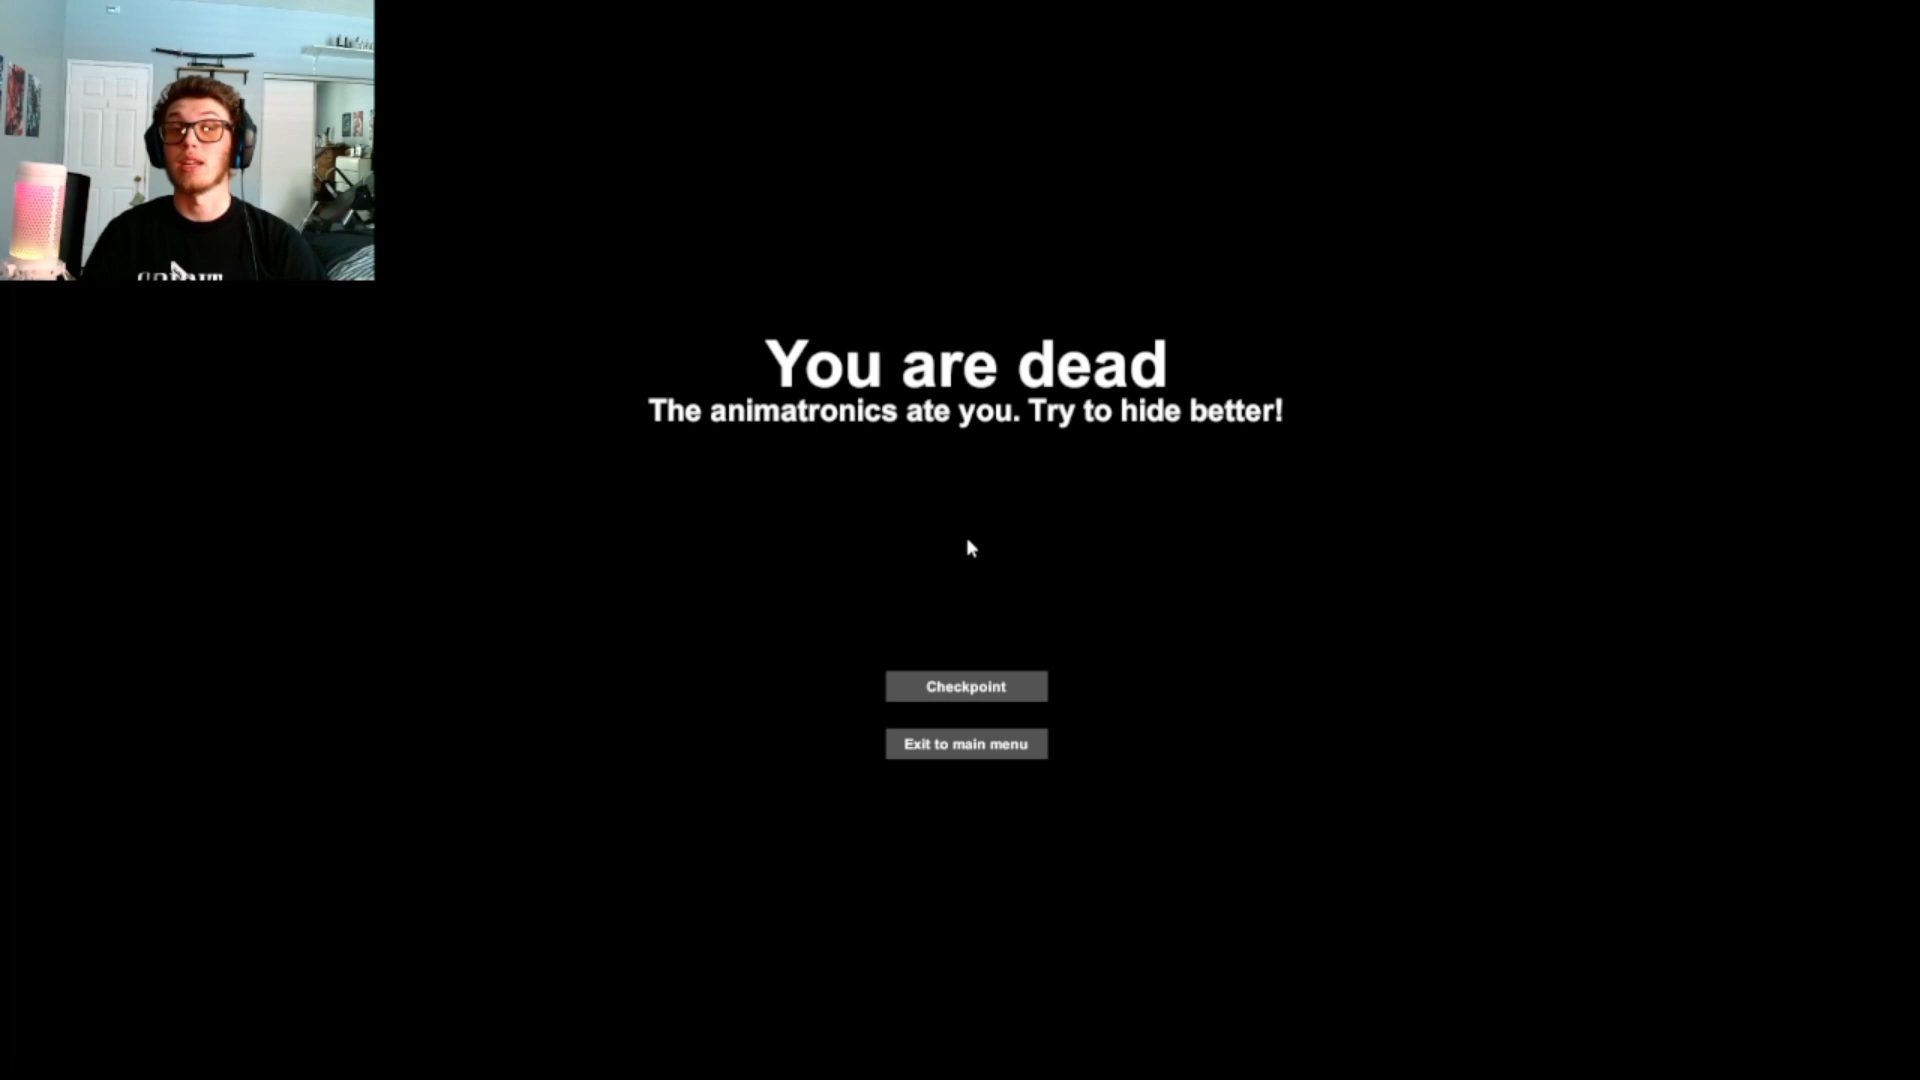 You are dead
The animatronics ate you. Try to hide better!
Checkpoint
Exit to main menu